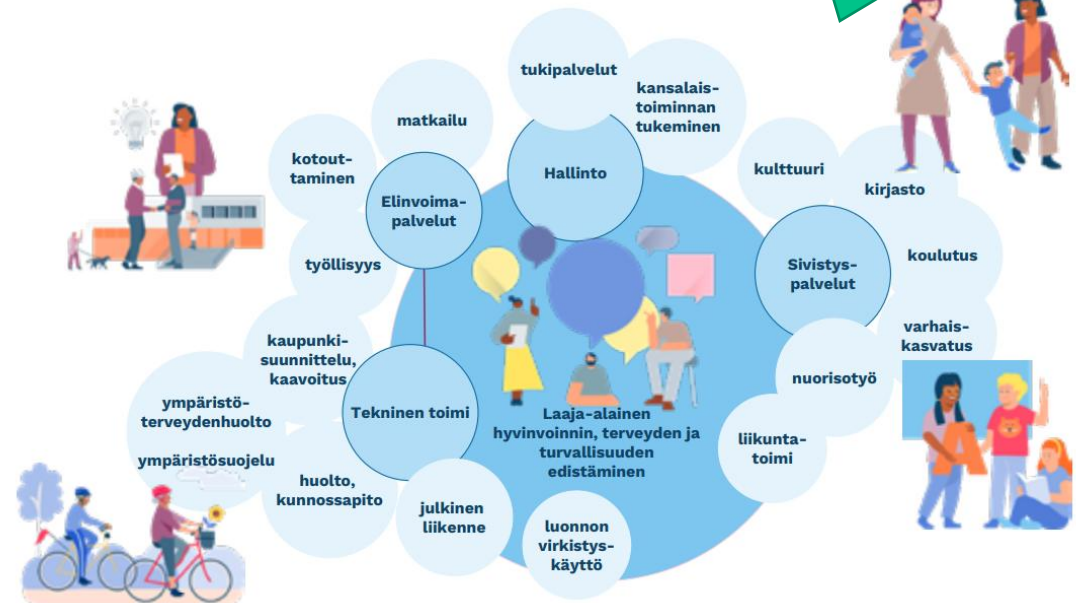 tukipalvelut
kansalais-
toiminnan
tukeminen
Hallinto
matkailu
kotout-
taminen
Elinvoima-
palvelut
työllisyys
kaupunki-
suunnittelu,
kaavoitus
Tekninen toimi
ympäristö-
terveydenhuolto
ympäristösuojelu
huolto,
kunnossapito
julkinen
liikenne
luonnon
virkistys-
käyttö
Laaja-alainen
hyvinvoinnin, terveyden ja
turvallisuuden
edistäminen
kulttuuri
kirjasto
Sivistys-
palvelut
koulutus
varhais-
kasvatus
nuorisotyö
liikunta-
toimi
A